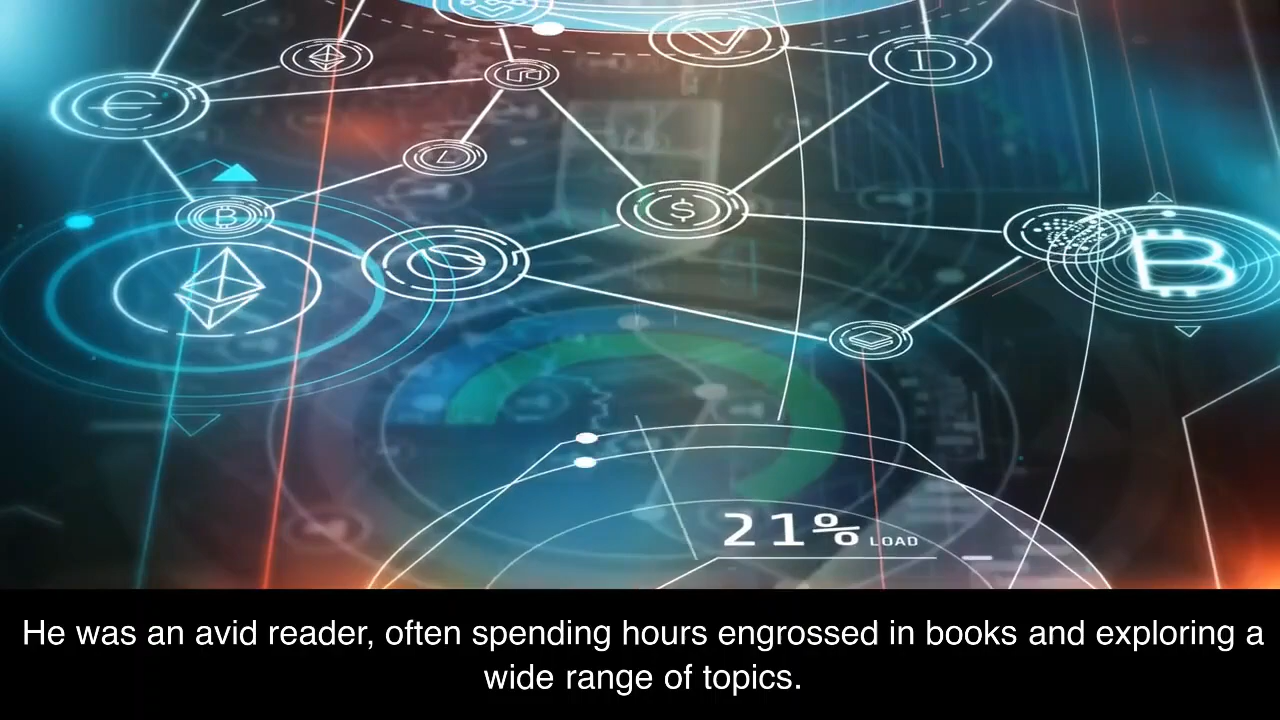 D
L
$
B
B
21% LOAD
He was an avid reader, often spending hours engrossed in books and exploring a
wide range of topics.